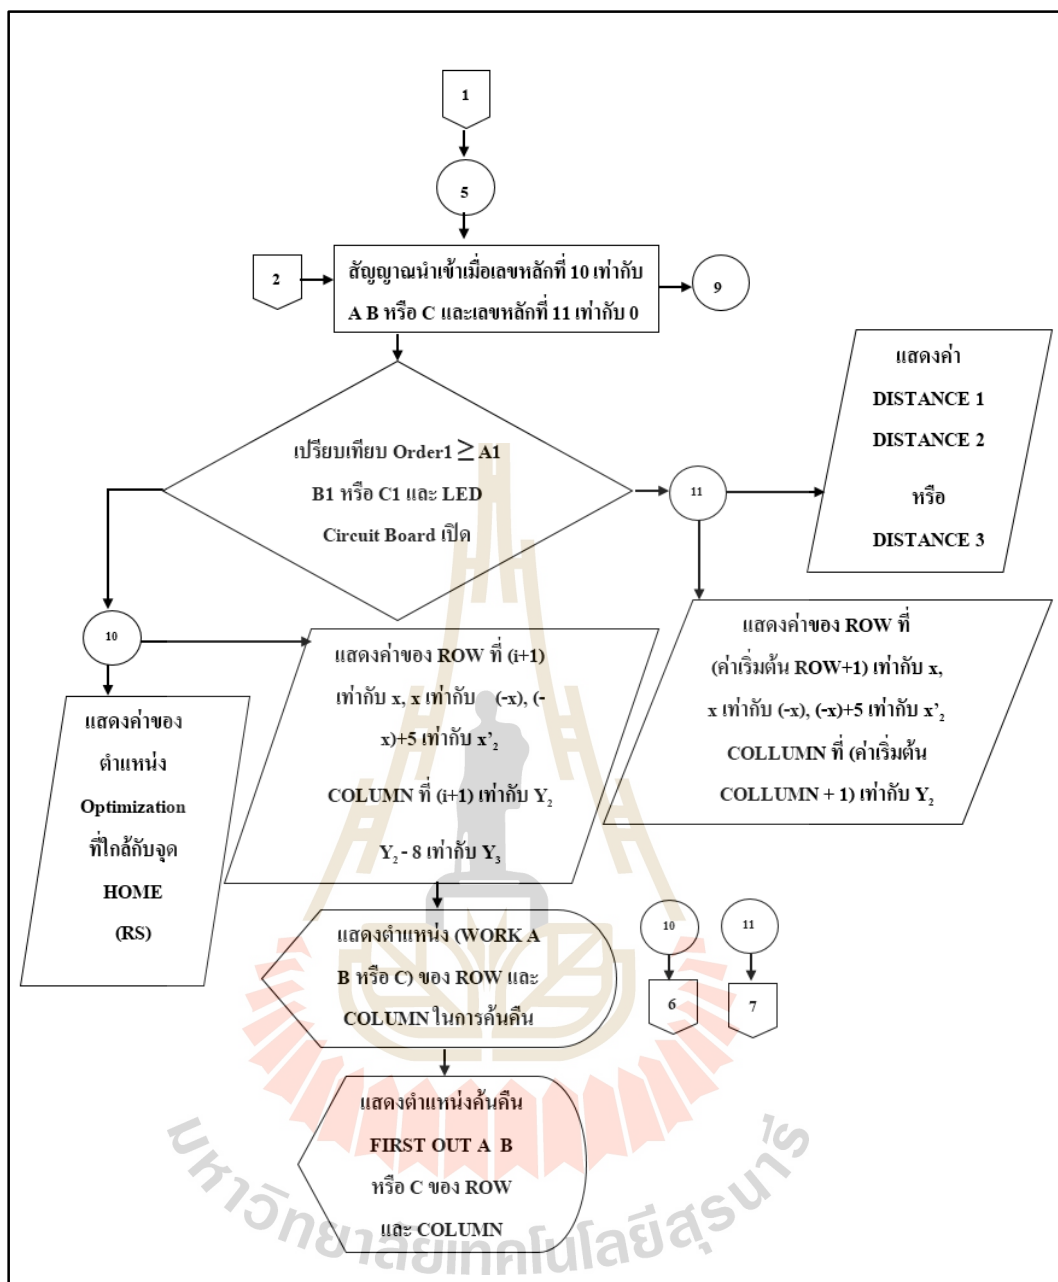 1
5
2
สัญญาณนำเข้าเมื่อเลขหลักที่ 10 เท่ากับ
A B หรือ C และเลขหลักที่ 11 เท่ากับ 0
9
เปรียบเทียบ Order1 ≥ A1
B1 หรือ C1 และ LED
Circuit Board เปิด
11
แสดงค่า
DISTANCE 1
DISTANCE 2
หรือ
DISTANCE 3
10
แสดงค่าของ
ตำแหน่ง
Optimization
ที่ใกล้กับจุด
HOME
(RS)
แสดงค่าของ ROW ที่ (i+1)
เท่ากับ x, x เท่ากับ (-x), (-
x)+5 เท่ากับ x’₂
COLUMN ที่ (i+1) เท่ากับ Y₂
Y₂ - 8 เท่ากับ Y₃
แสดงค่าของ ROW ที่
(ค่าเริ่มต้น ROW+1) เท่ากับ x,
x เท่ากับ (-x), (-x)+5 เท่ากับ x’₂
COLLUMN ที่ (ค่าเริ่มต้น
COLLUMN + 1) เท่ากับ Y₂
แสดงตำแหน่ง (WORK A
B หรือ C) ของ ROW และ
COLUMN ในการค้นคืน
10
11
6
7
แสดงตำแหน่งค้นคืน
FIRST OUT A B
หรือ C ของ ROW
และ COLUMN
มหาวิทยาลัยเทคโนโลยีสุรนารี